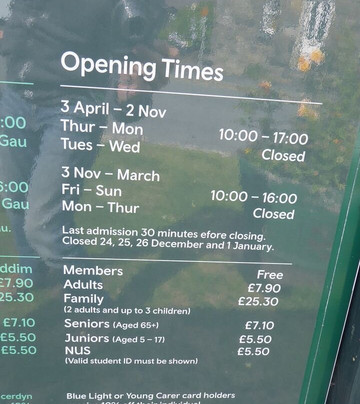 Opening Times
:00
Gau
3 April – 2 Nov
Thur – Mon 10:00 – 17:00
Tues – Wed Closed
6:00
Gau
3 Nov – March
Fri – Sun 10:00 – 16:00
Mon – Thur Closed
au.
Last admission 30 minutes efore closing.
Closed 24, 25, 26 December and 1 January.
ddim
£7.90
25.30
Members Free
Adults £7.90
Family £25.30
(2 adults and up to 3 children)
£7.10
£5.50
£5.50
Seniors (Aged 65+) £7.10
Juniors (Aged 5 – 17) £5.50
NUS £5.50
(Valid student ID must be shown)
cerdyn
Blue Light or Young Carer card holders